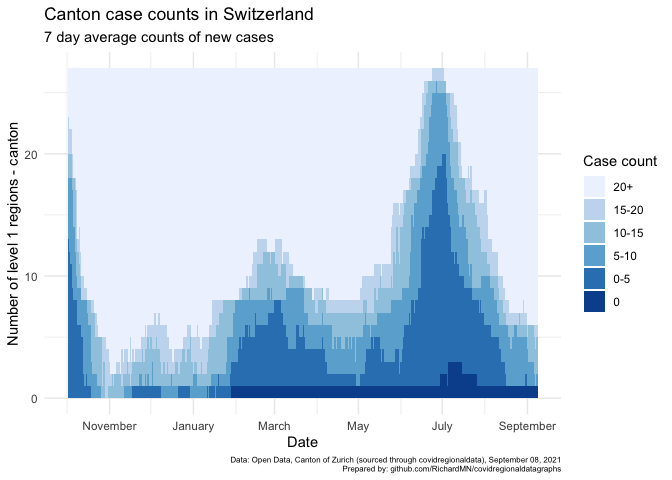 Canton case counts in Switzerland
7 day average counts of new cases
Number of level 1 regions - canton
20
10
0
November January March May July September
Date
Case count
20+
15-20
10-15
5-10
0-5
0
Data: Open Data, Canton of Zurich (sourced through covidregionaldata), September 08, 2021
Prepared by: github.com/RichardMN/covidregionaldatagraphs